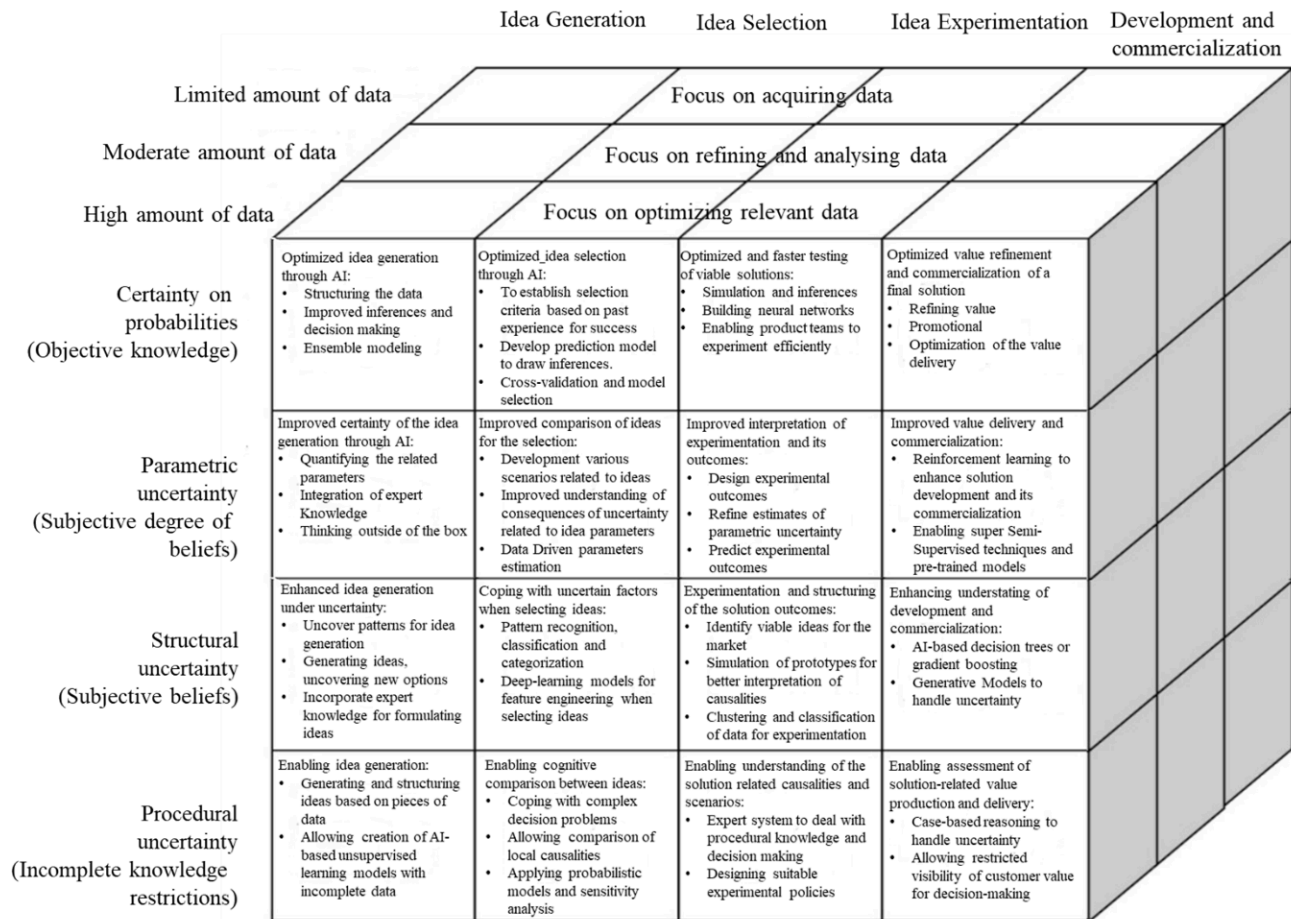 Idea Generation
Idea Selection
Idea Experimentation
Development and
commercialization
Limited amount of data
Focus on acquiring data
Moderate amount of data
Focus on refining and analysing data
High amount of data
Focus on optimizing relevant data
Certainty on
probabilities
(Objective knowledge)
Optimized idea generation
through AI:
• Structuring the data
• Improved inferences and
decision making
• Ensemble modeling
Optimized idea selection
through AI:
• To establish selection
criteria based on past
experience for success
• Develop prediction model
to draw inferences.
• Cross-validation and model
selection
Optimized and faster testing
of viable solutions:
• Simulation and inferences
• Building neural networks
• Enabling product teams to
experiment efficiently
Optimized value refinement
and commercialization of a
final solution
• Refining value
• Promotional
• Optimization of the value
delivery
Parametric
uncertainty
(Subjective degree of
beliefs)
Improved certainty of the idea
generation through AI:
• Quantifying the related
parameters
• Integration of expert
Knowledge
• Thinking outside of the box
Improved comparison of ideas
for the selection:
• Development various
scenarios related to ideas
• Improved understanding of
consequences of uncertainty
related to idea parameters
• Data Driven parameters
estimation
Improved interpretation of
experimentation and its
outcomes:
• Design experimental
outcomes
• Refine estimates of
parametric uncertainty
• Predict experimental
outcomes
Improved value delivery and
commercialization:
• Reinforcement learning to
enhance solution
development and its
commercialization
• Enabling super Semi-
Supervised techniques and
pre-trained models
Structural
uncertainty
(Subjective beliefs)
Enhanced idea generation
under uncertainty:
• Uncover patterns for idea
generation
• Generating ideas,
uncovering new options
• Incorporate expert
knowledge for formulating
ideas
Coping with uncertain factors
when selecting ideas:
• Pattern recognition,
classification and
categorization
• Deep-learning models for
feature engineering when
selecting ideas
Experimentation and structuring
of the solution outcomes:
• Identify viable ideas for the
market
• Simulation of prototypes for
better interpretation of
causalities
• Clustering and classification
of data for experimentation
Enhancing understating of
development and
commercialization:
• AI-based decision trees or
gradient boosting
• Generative Models to
handle uncertainty
Procedural
uncertainty
(Incomplete knowledge
restrictions)
Enabling idea generation:
• Generating and structuring
ideas based on pieces of
data
• Allowing creation of AI-
based unsupervised
learning models with
incomplete data
Enabling cognitive
comparison between ideas:
• Coping with complex
decision problems
• Allowing comparison of
local causalities
• Applying probabilistic
models and sensitivity
analysis
Enabling understanding of the
solution related causalities and
scenarios:
• Expert system to deal with
procedural knowledge and
decision making
• Designing suitable
experimental policies
Enabling assessment of
solution-related value
production and delivery:
• Case-based reasoning to
handle uncertainty
• Allowing restricted
visibility of customer value
for decision-making